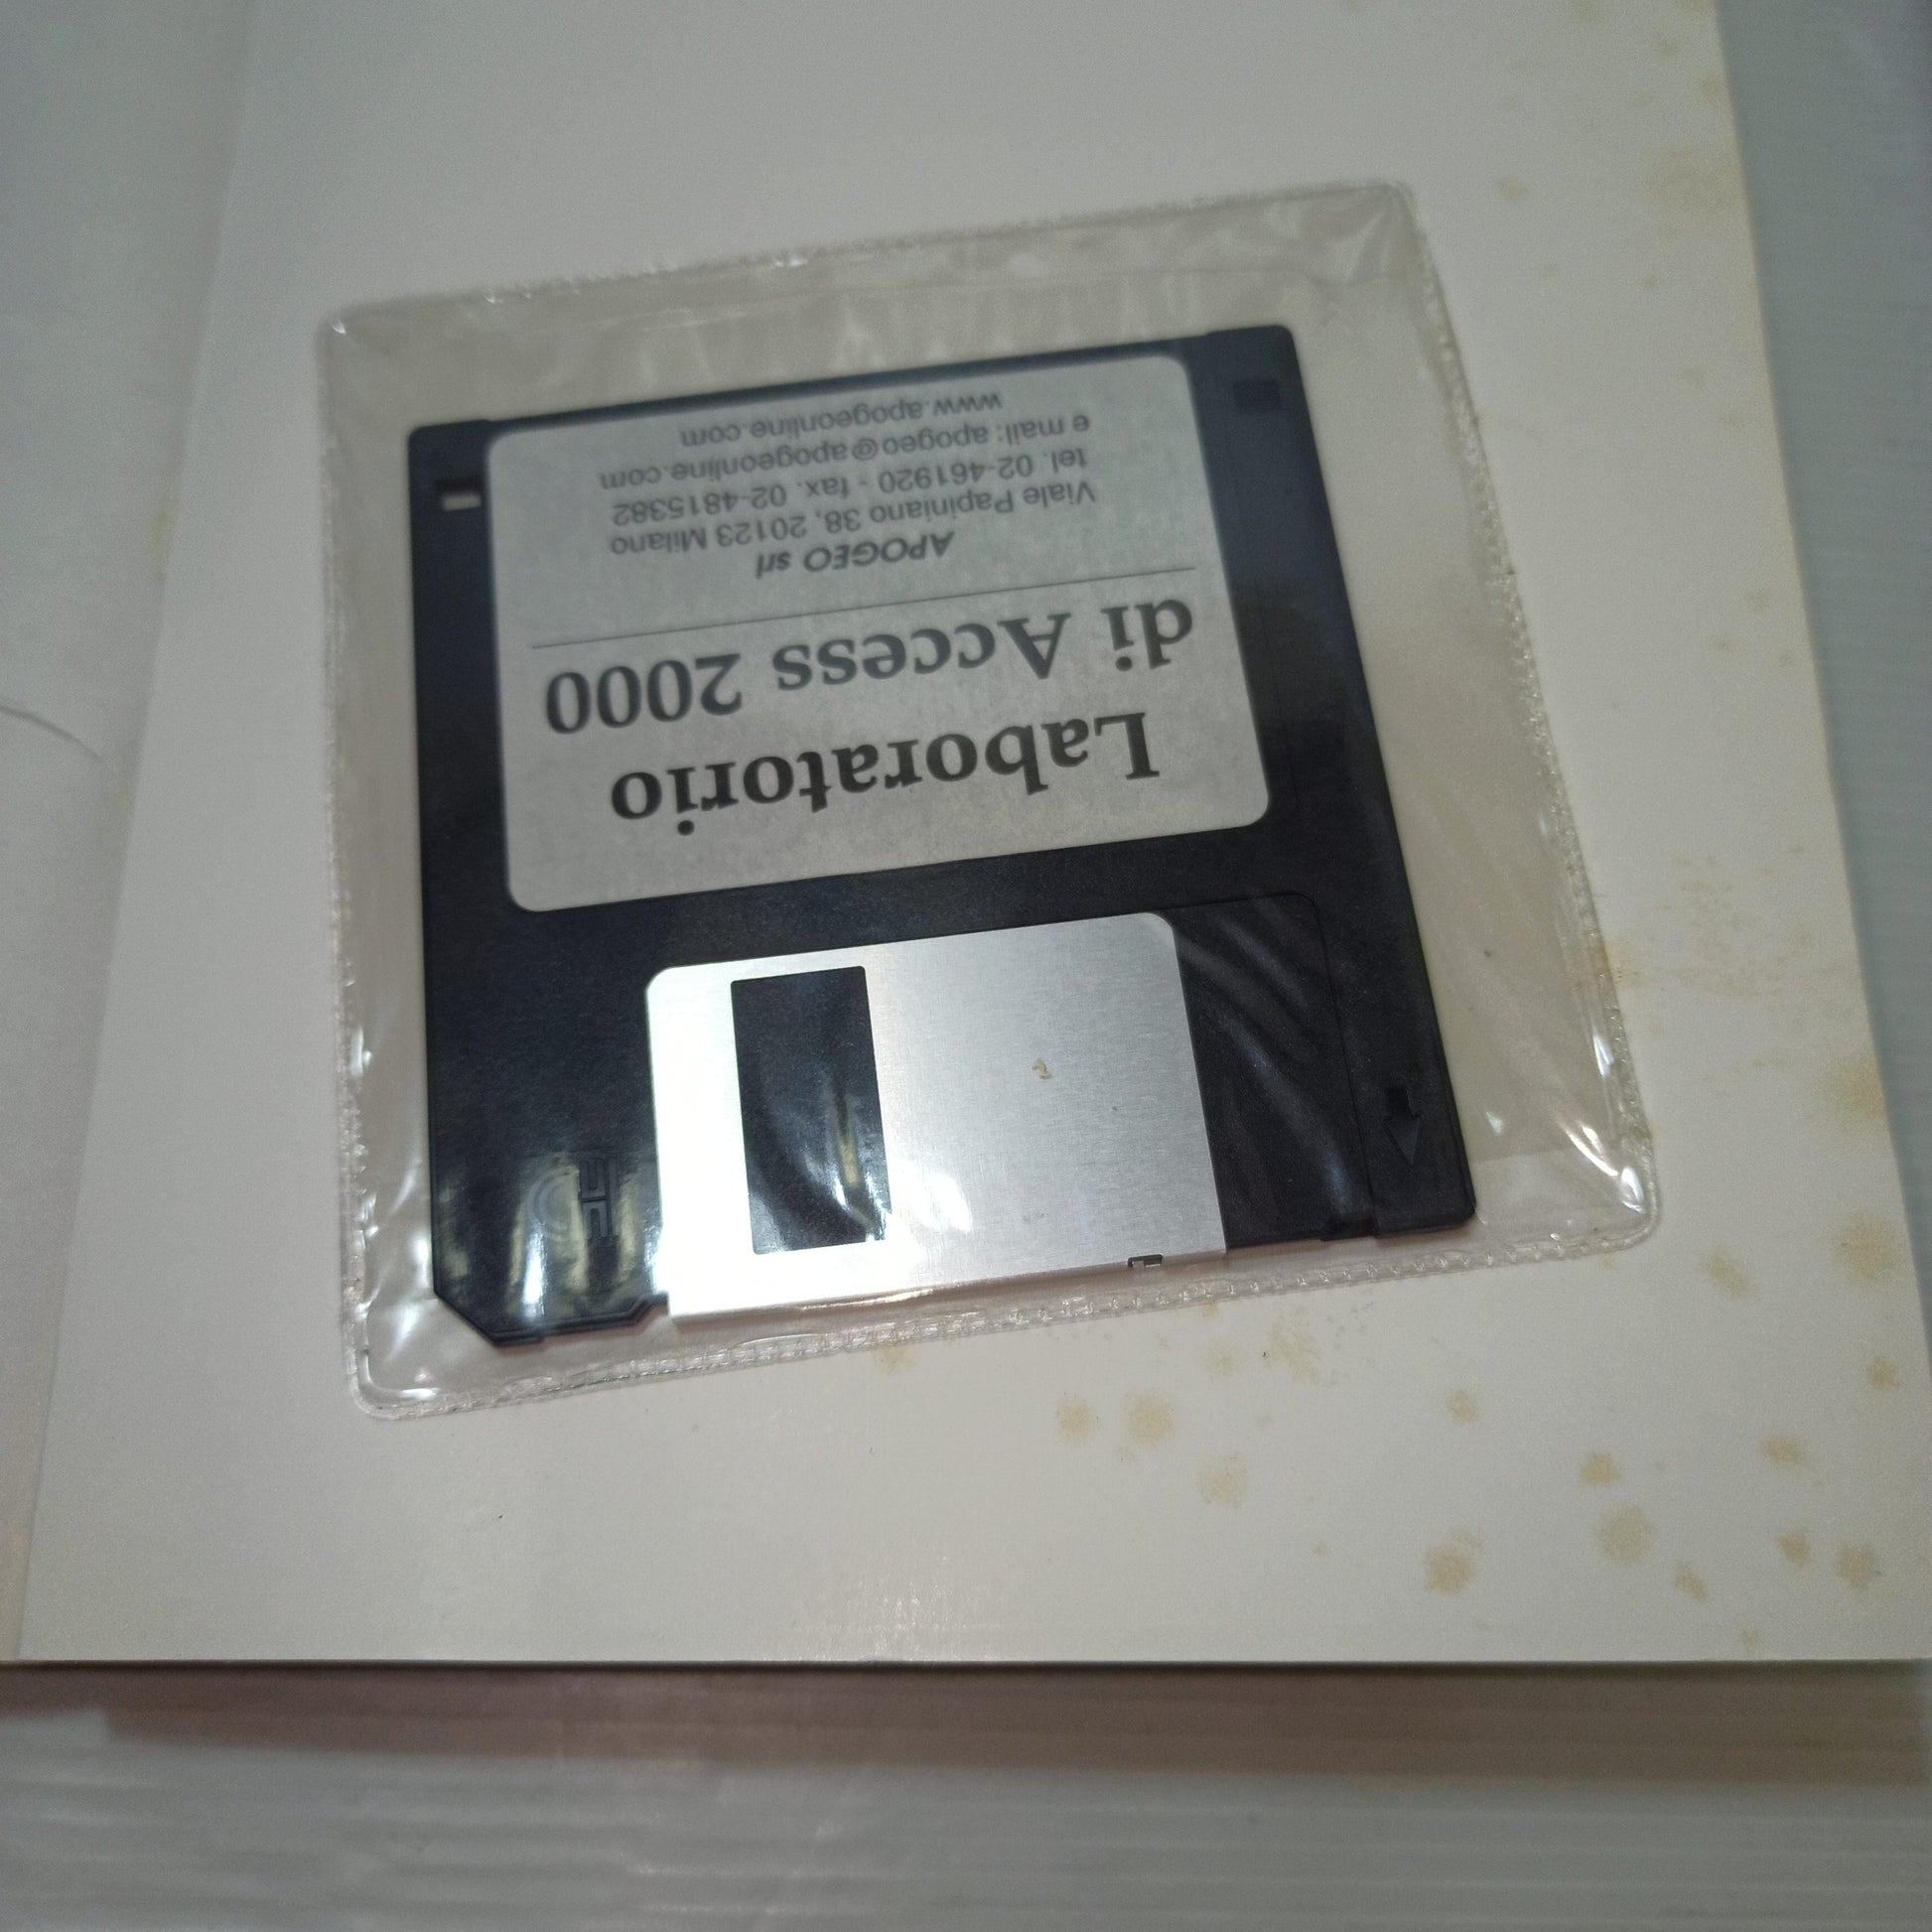 Laboratorio
di Access 2000
APOGEO srl
Viale Papiniano 38, 20123 Milano
tel. 02-461920 - fax. 02-4815382
e mail: apogeo@apogeonline.com
www.apogeonline.com
HD